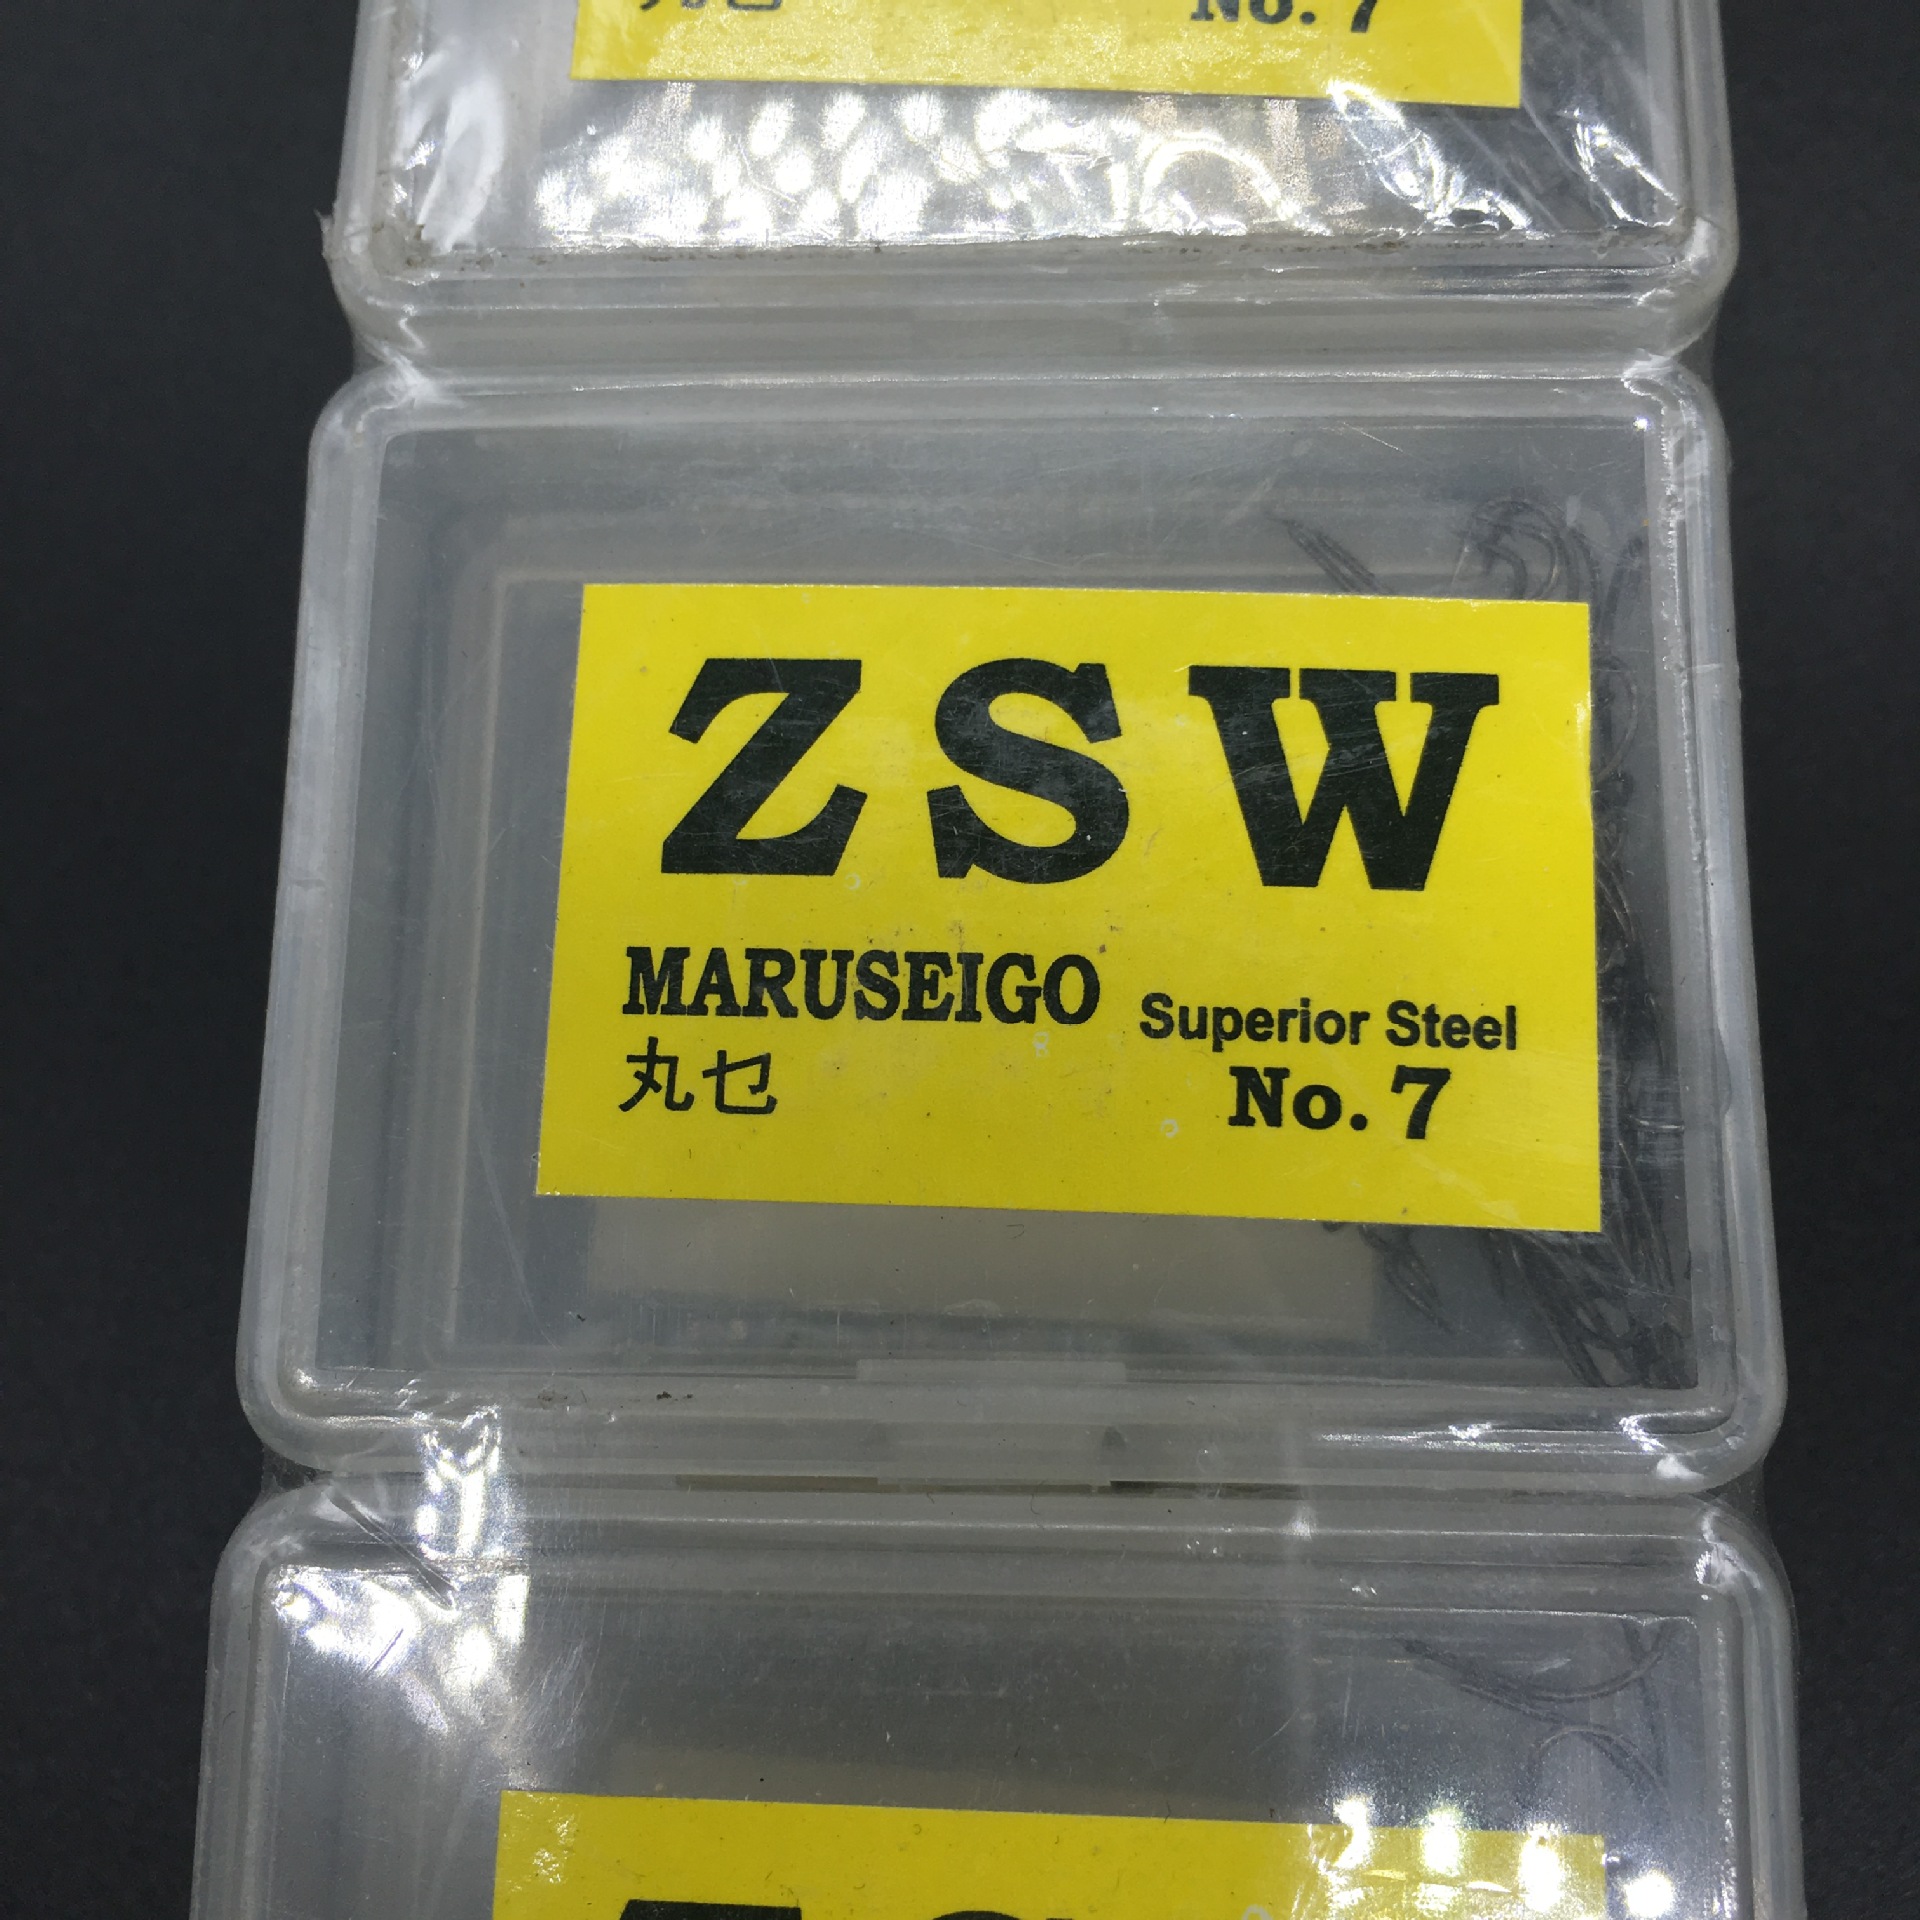 No. 7
ZSW
MARUSEIGO
Superior Steel
丸乜
No. 7